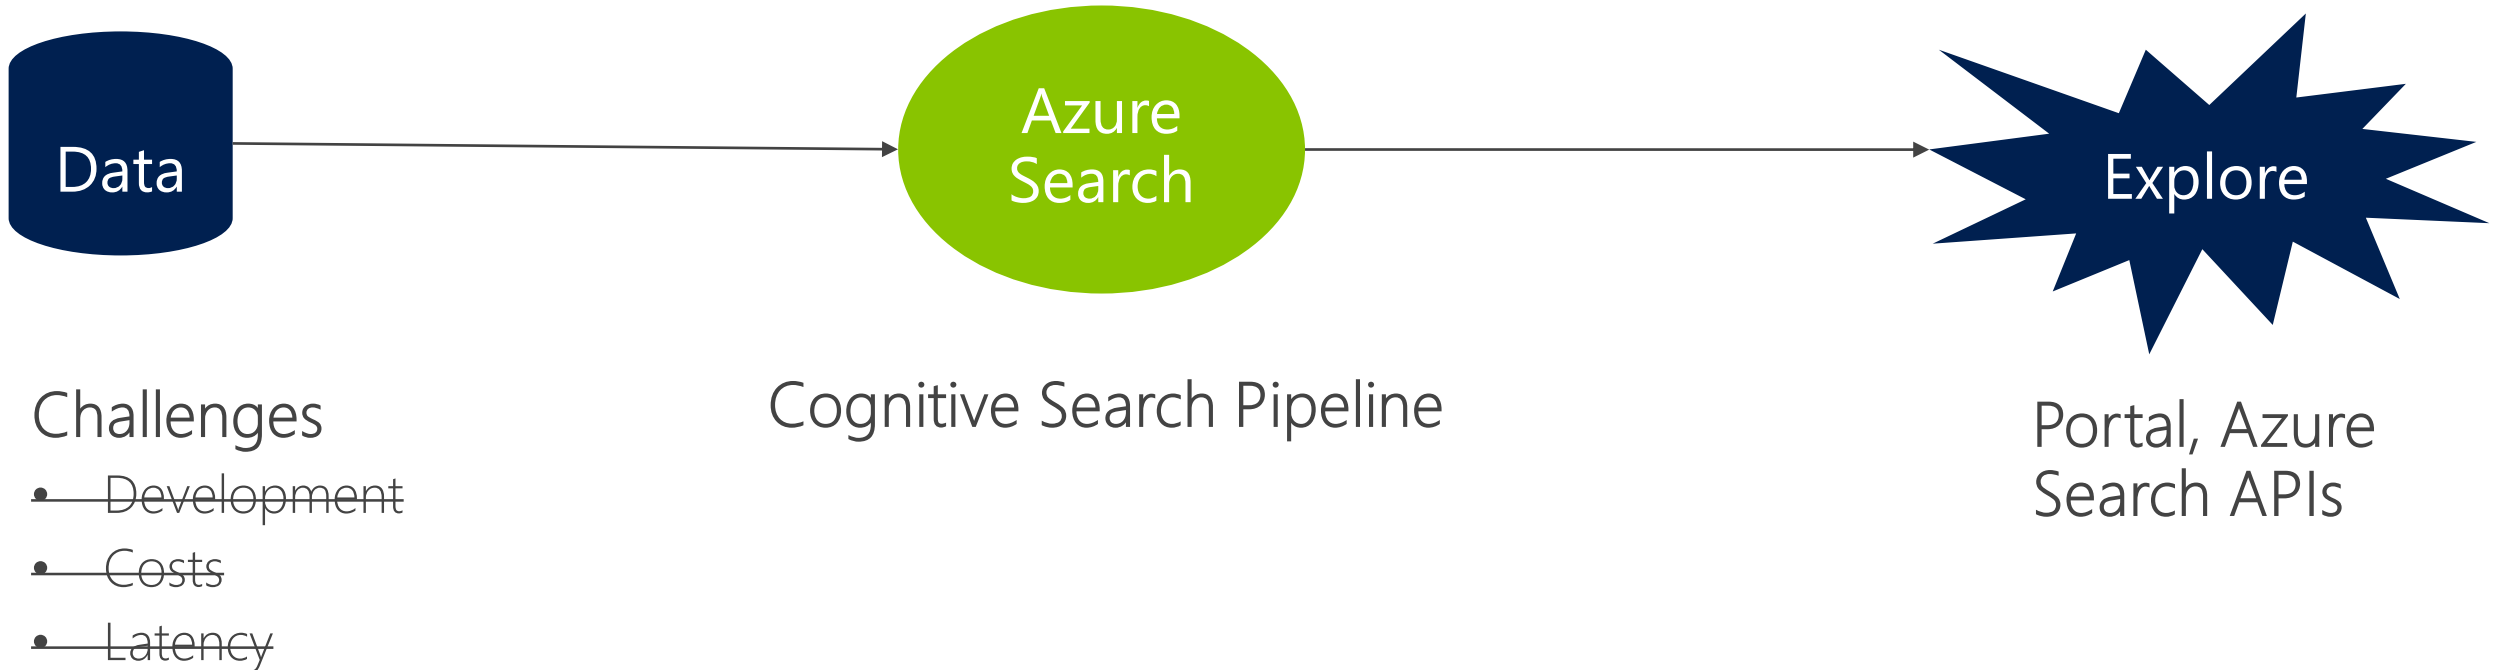 Data
Azure
Search
Explore
Challenges
• Development
• Costs
• Latency
Cognitive Search Pipeline
Portal, Azure
Search APIs